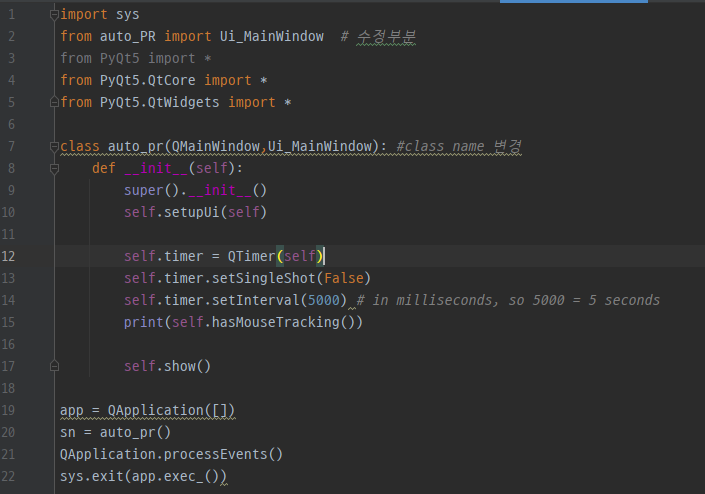 1 import sys
2 from auto_PR import Ui_MainWindow  # 수정부분
3 from PyQt5 import *
4 from PyQt5.QtCore import *
5 from PyQt5.QtWidgets import *
6
7 class auto_pr(QMainWindow,Ui_MainWindow): #class name 변경
8     def __init__(self):
9         super().__init__()
10         self.setupUi(self)
11
12         self.timer = QTimer(self)
13         self.timer.setSingleShot(False)
14         self.timer.setInterval(5000) # in milliseconds, so 5000 = 5 seconds
15         print(self.hasMouseTracking())
16
17         self.show()
18
19 app = QApplication([])
20 sn = auto_pr()
21 QApplication.processEvents()
22 sys.exit(app.exec_())